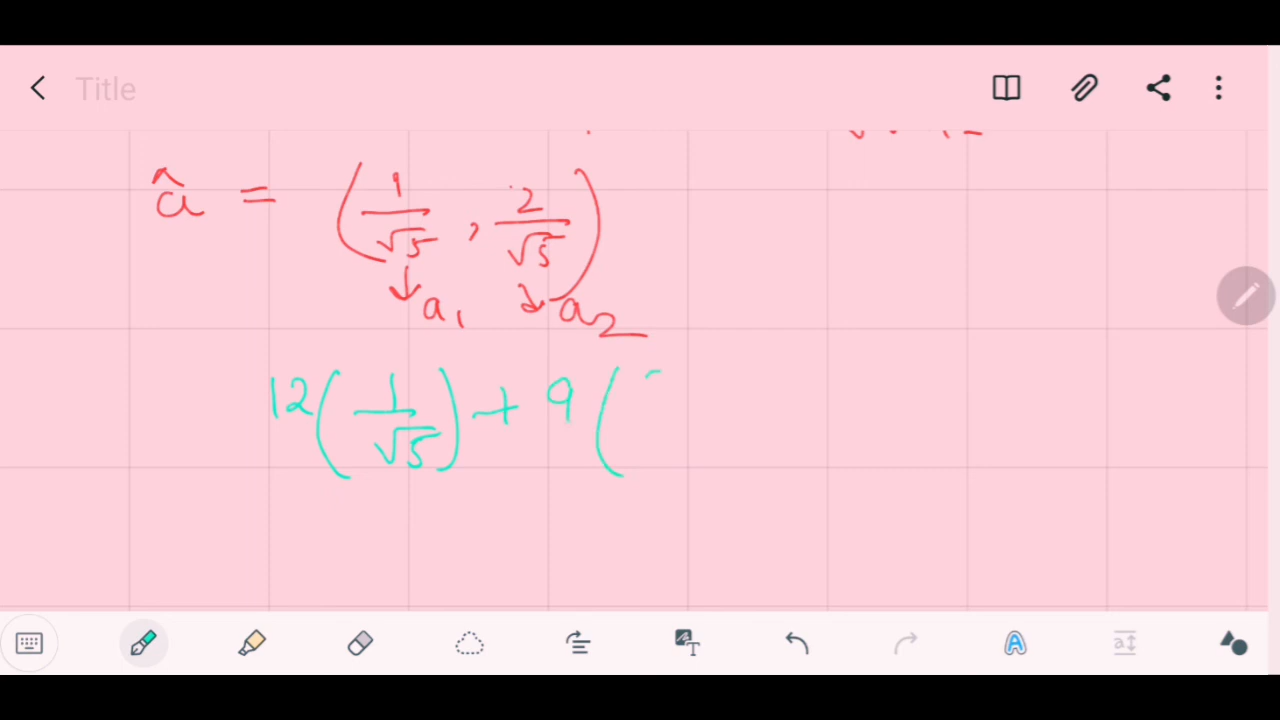 Title
â = (1/√5, 2/√5)
↓a₁ ↓a₂
12(1/√5) + 9(